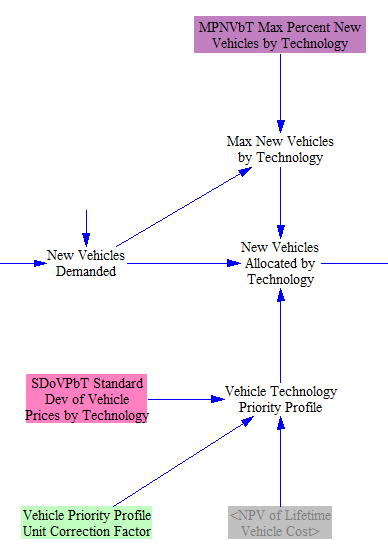 MPNVbT Max Percent New
Vehicles by Technology
Max New Vehicles
by Technology
New Vehicles
Demanded
New Vehicles
Allocated by
Technology
SDoVPbT Standard
Dev of Vehicle
Prices by Technology
Vehicle Technology
Priority Profile
Vehicle Priority Profile
Unit Correction Factor
<NPV of Lifetime
Vehicle Cost>